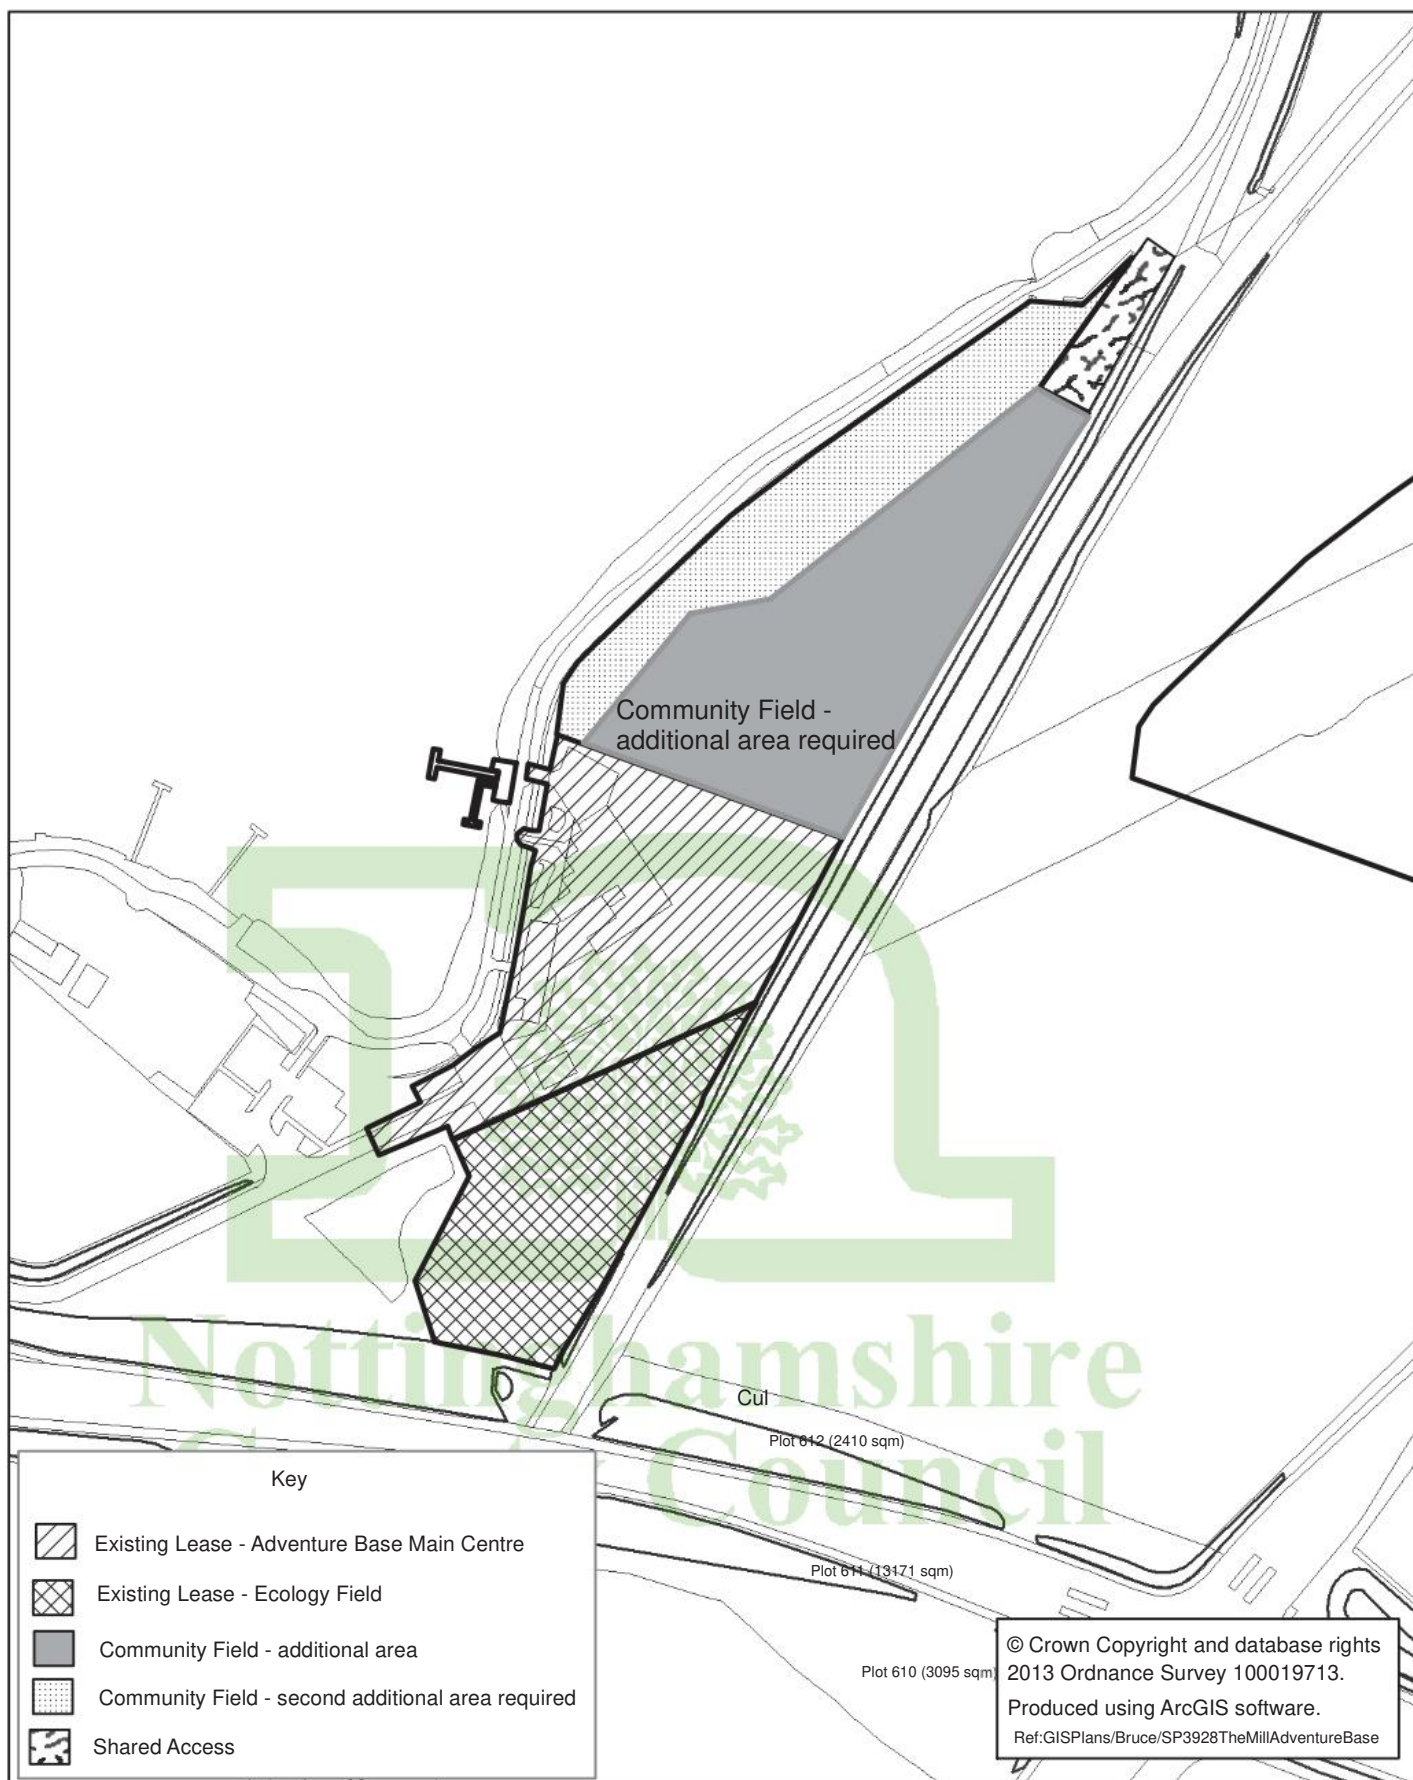 Community Field -
additional area required
Nottinghamshire
Council
Cul
Plot 612 (2410 sqm)
Plot 611 (13171 sqm)
Plot 610 (3095 sqm)
Key
Existing Lease - Adventure Base Main Centre
Existing Lease - Ecology Field
Community Field - additional area
Community Field - second additional area required
Shared Access
© Crown Copyright and database rights
2013 Ordnance Survey 100019713.
Produced using ArcGIS software.
Ref:GISPlans/Bruce/SP3928TheMillAdventureBase